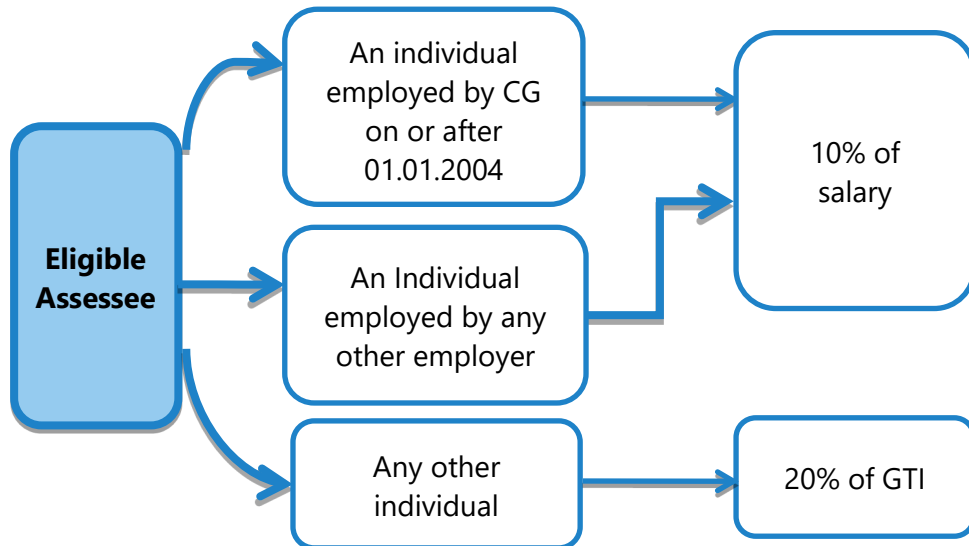 Eligible
Assessee
An individual
employed by CG
on or after
01.01.2004
An Individual
employed by any
other employer
Any other
individual
10% of
salary
20% of GTI